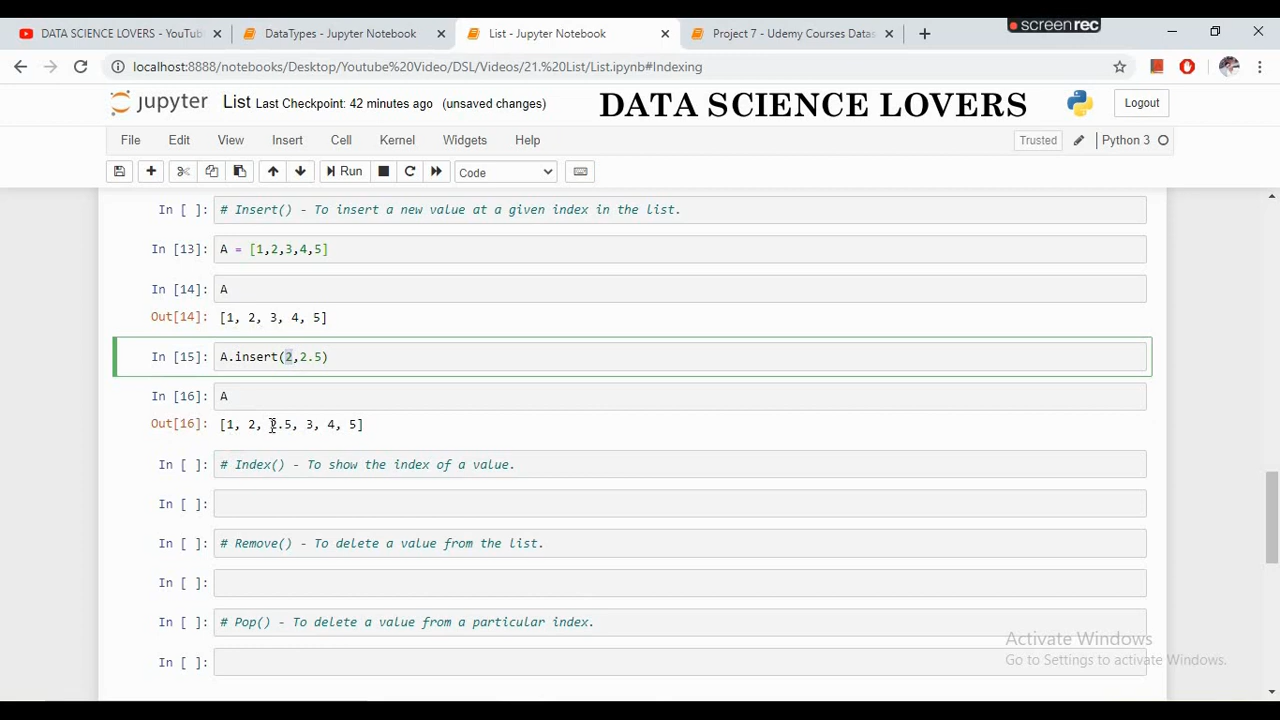 DATA SCIENCE LOVERS - YouTub
DataTypes - Jupyter Notebook
List - Jupyter Notebook
Project 7 - Udemy Courses Datas
screenrec
localhost:8888/notebooks/Desktop/Youtube%20Video/DSL/Videos/21.%20List/List.ipynb#Indexing
jupyter List Last Checkpoint: 42 minutes ago (unsaved changes)
DATA SCIENCE LOVERS
Logout
File Edit View Insert Cell Kernel Widgets Help
Trusted
Python 3
Run
Code
In [ ]: # Insert() - To insert a new value at a given index in the list.
In [13]: A = [1,2,3,4,5]
In [14]: A
Out[14]: [1, 2, 3, 4, 5]
In [15]: A.insert(2,2.5)
In [16]: A
Out[16]: [1, 2, 2.5, 3, 4, 5]
In [ ]: # Index() - To show the index of a value.
In [ ]:
In [ ]: # Remove() - To delete a value from the list.
In [ ]:
In [ ]: # Pop() - To delete a value from a particular index.
In [ ]:
Activate Windows
Go to Settings to activate Windows.